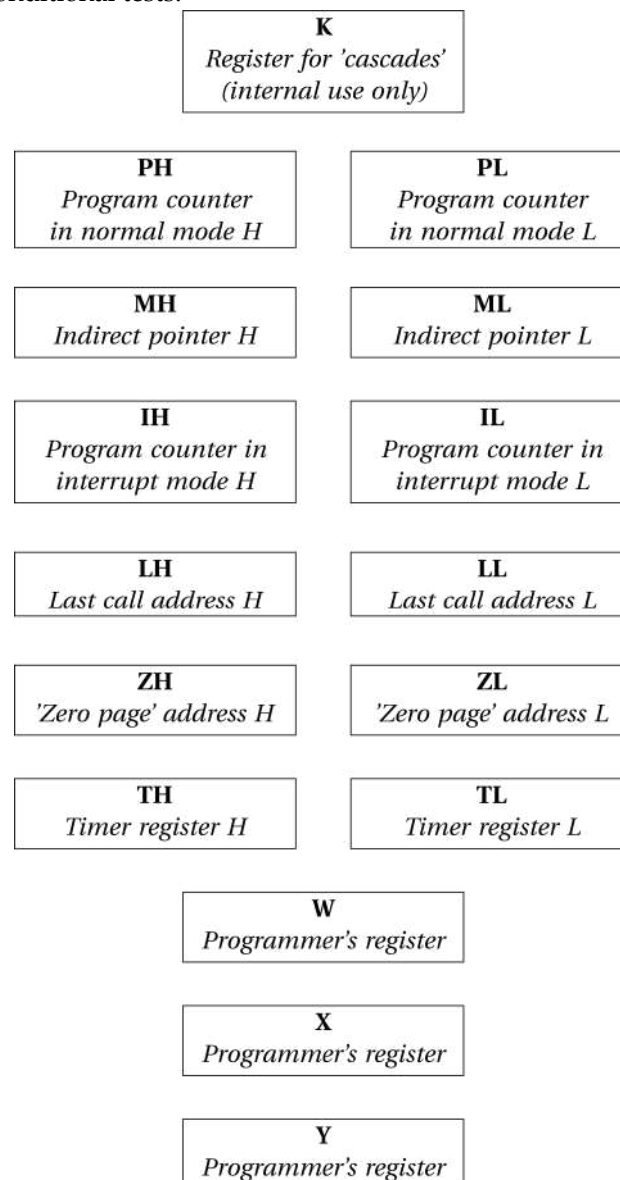 K
Register for 'cascades'
(internal use only)
PH
Program counter
in normal mode H
PL
Program counter
in normal mode L
MH
Indirect pointer H
ML
Indirect pointer L
IH
Program counter in
interrupt mode H
IL
Program counter in
interrupt mode L
LH
Last call address H
LL
Last call address L
ZH
'Zero page' address H
ZL
'Zero page' address L
TH
Timer register H
TL
Timer register L
W
Programmer's register
X
Programmer's register
Y
Programmer's register